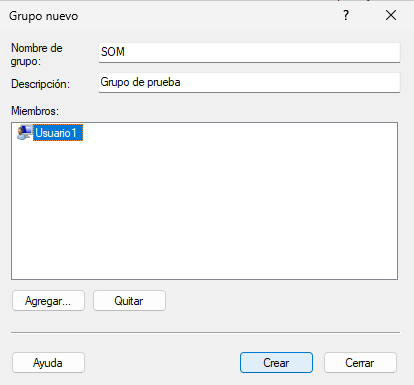 Grupo nuevo
?
Nombre de
grupo:
SOM
Descripción:
Grupo de prueba
Miembros:
Usuario1
Agregar...
Quitar
Ayuda
Crear
Cerrar